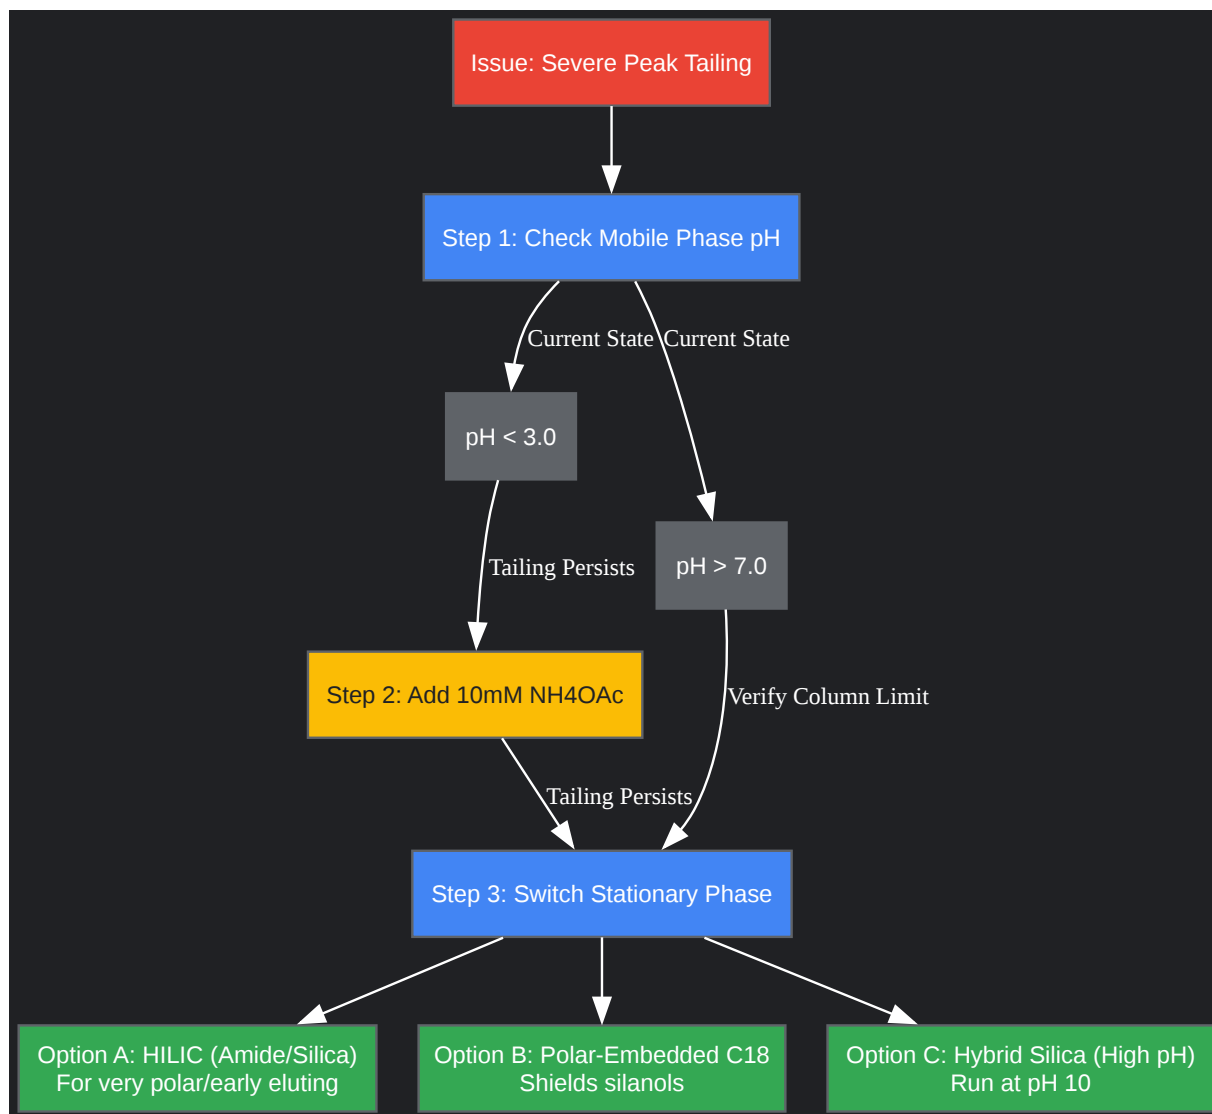 Issue: Severe Peak Tailing
Step 1: Check Mobile Phase pH
Current State
Current State
pH < 3.0
Tailing Persists
pH > 7.0
Step 2: Add 10mM NH4OAc
Verify Column Limit
Tailing Persists
Step 3: Switch Stationary Phase
Option A: HILIC (Amide/Silica)
For very polar/early eluting
Option B: Polar-Embedded C18
Shields silanols
Option C: Hybrid Silica (High pH)
Run at pH 10